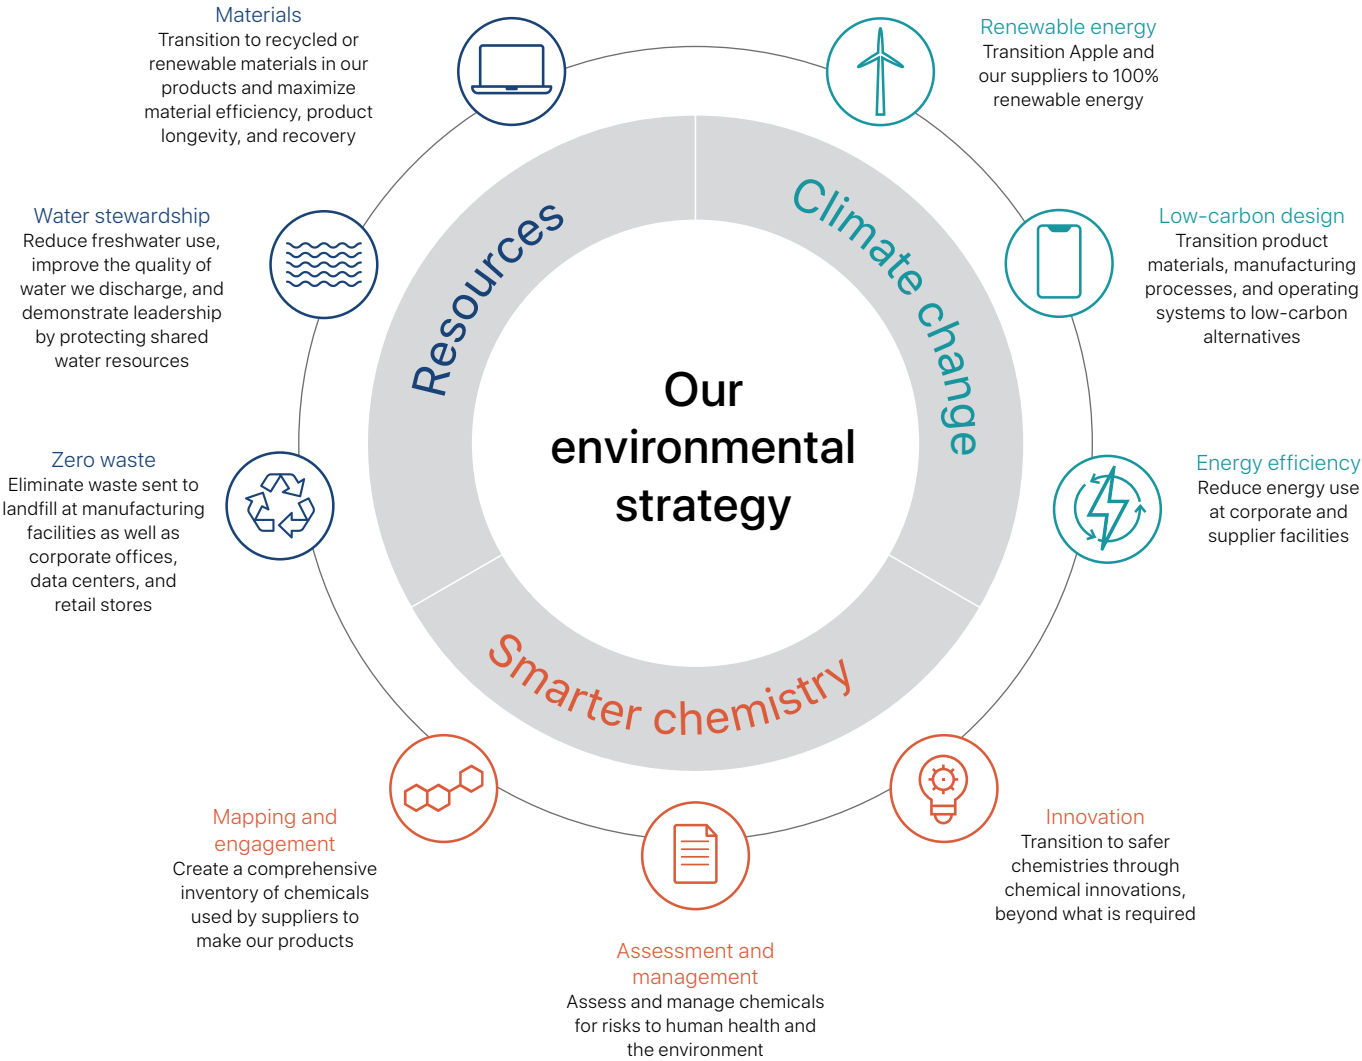 Our
environmental
strategy
Climate change
Renewable energy
Transition Apple and
our suppliers to 100%
renewable energy
Low-carbon design
Transition product
materials, manufacturing
processes, and operating
systems to low-carbon
alternatives
Energy efficiency
Reduce energy use
at corporate and
supplier facilities
Smarter chemistry
Innovation
Transition to safer
chemistries through
chemical innovations,
beyond what is required
Assessment and
management
Assess and manage chemicals
for risks to human health and
the environment
Mapping and
engagement
Create a comprehensive
inventory of chemicals
used by suppliers to
make our products
Resources
Zero waste
Eliminate waste sent to
landfill at manufacturing
facilities as well as
corporate offices,
data centers, and
retail stores
Water stewardship
Reduce freshwater use,
improve the quality of
water we discharge, and
demonstrate leadership
by protecting shared
water resources
Materials
Transition to recycled or
renewable materials in our
products and maximize
material efficiency, product
longevity, and recovery